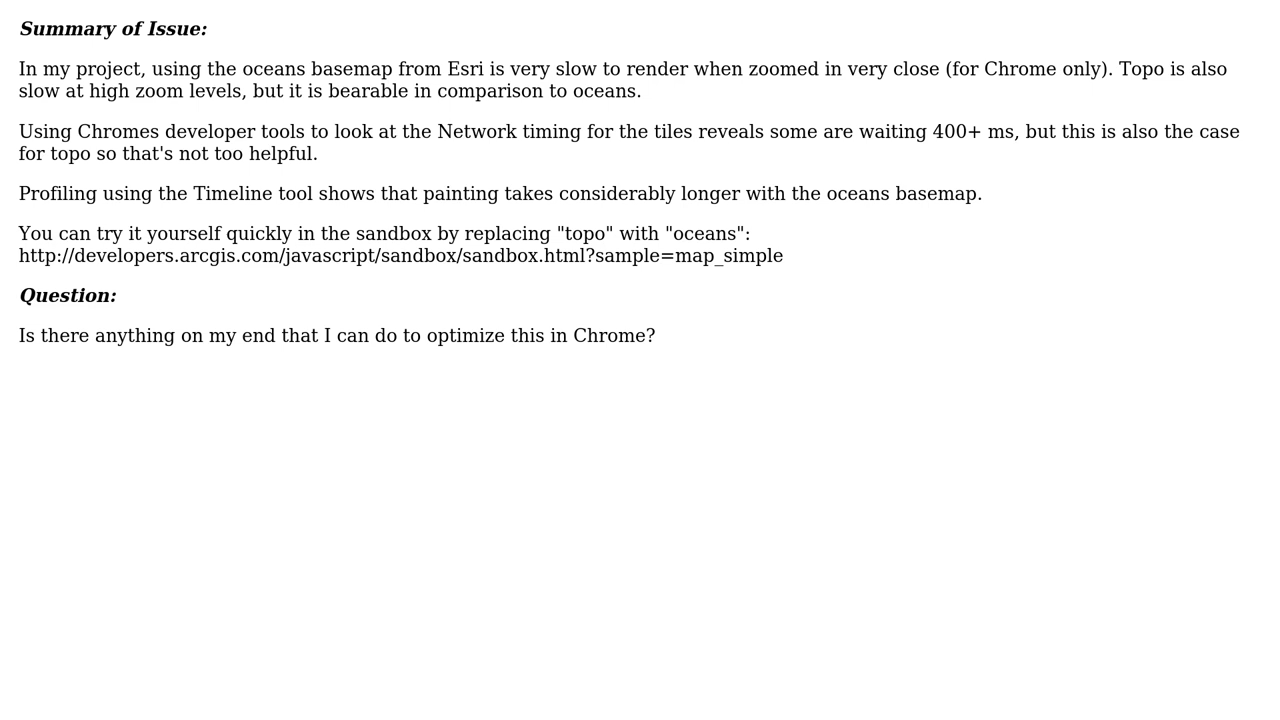 Summary of Issue:
In my project, using the oceans basemap from Esri is very slow to render when zoomed in very close (for Chrome only). Topo is also
slow at high zoom levels, but it is bearable in comparison to oceans.
Using Chromes developer tools to look at the Network timing for the tiles reveals some are waiting 400+ ms, but this is also the case
for topo so that's not too helpful.
Profiling using the Timeline tool shows that painting takes considerably longer with the oceans basemap.
You can try it yourself quickly in the sandbox by replacing "topo" with "oceans":
http://developers.arcgis.com/javascript/sandbox/sandbox.html?sample=map_simple
Question:
Is there anything on my end that I can do to optimize this in Chrome?